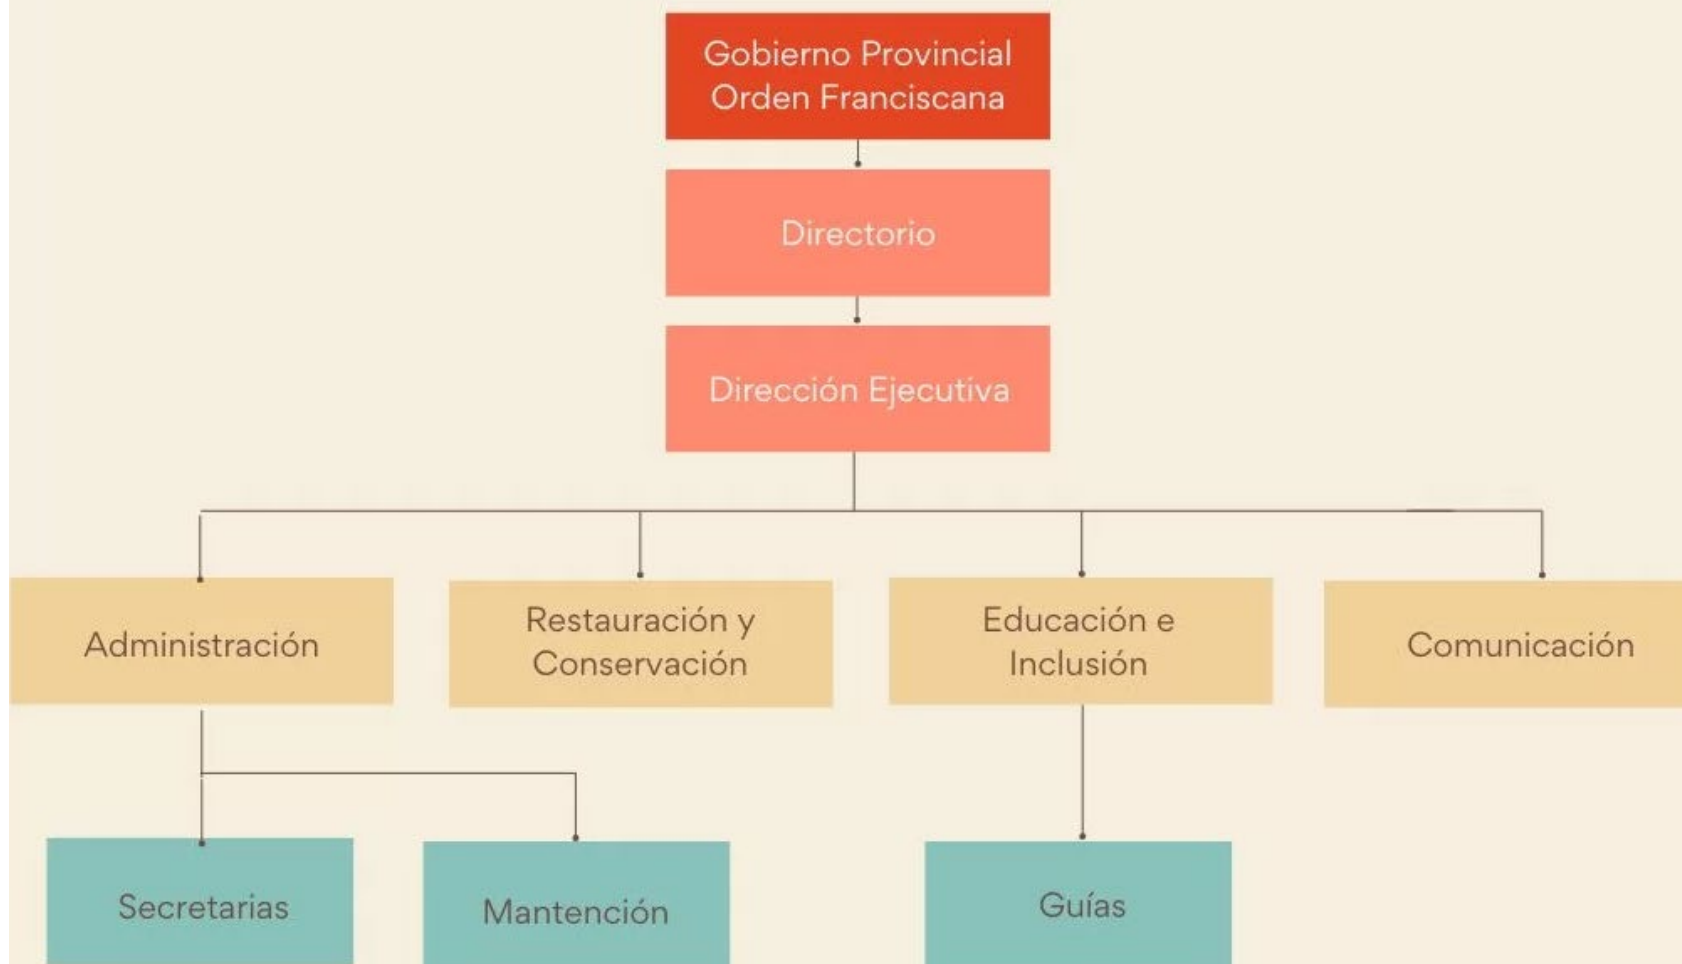 Gobierno Provincial
Orden Franciscana
Directorio
Dirección Ejecutiva
Administración
Restauración y
Conservación
Educación e
Inclusión
Comunicación
Secretarias
Mantención
Guías